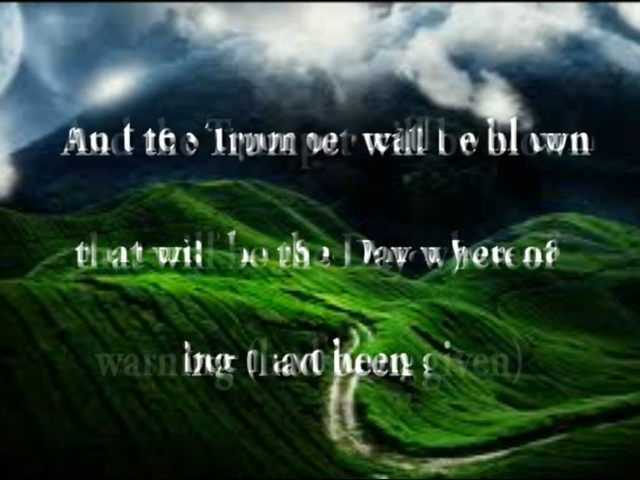 And the Trumpet will be blown
that will be the Day whereof
warning (had been given)